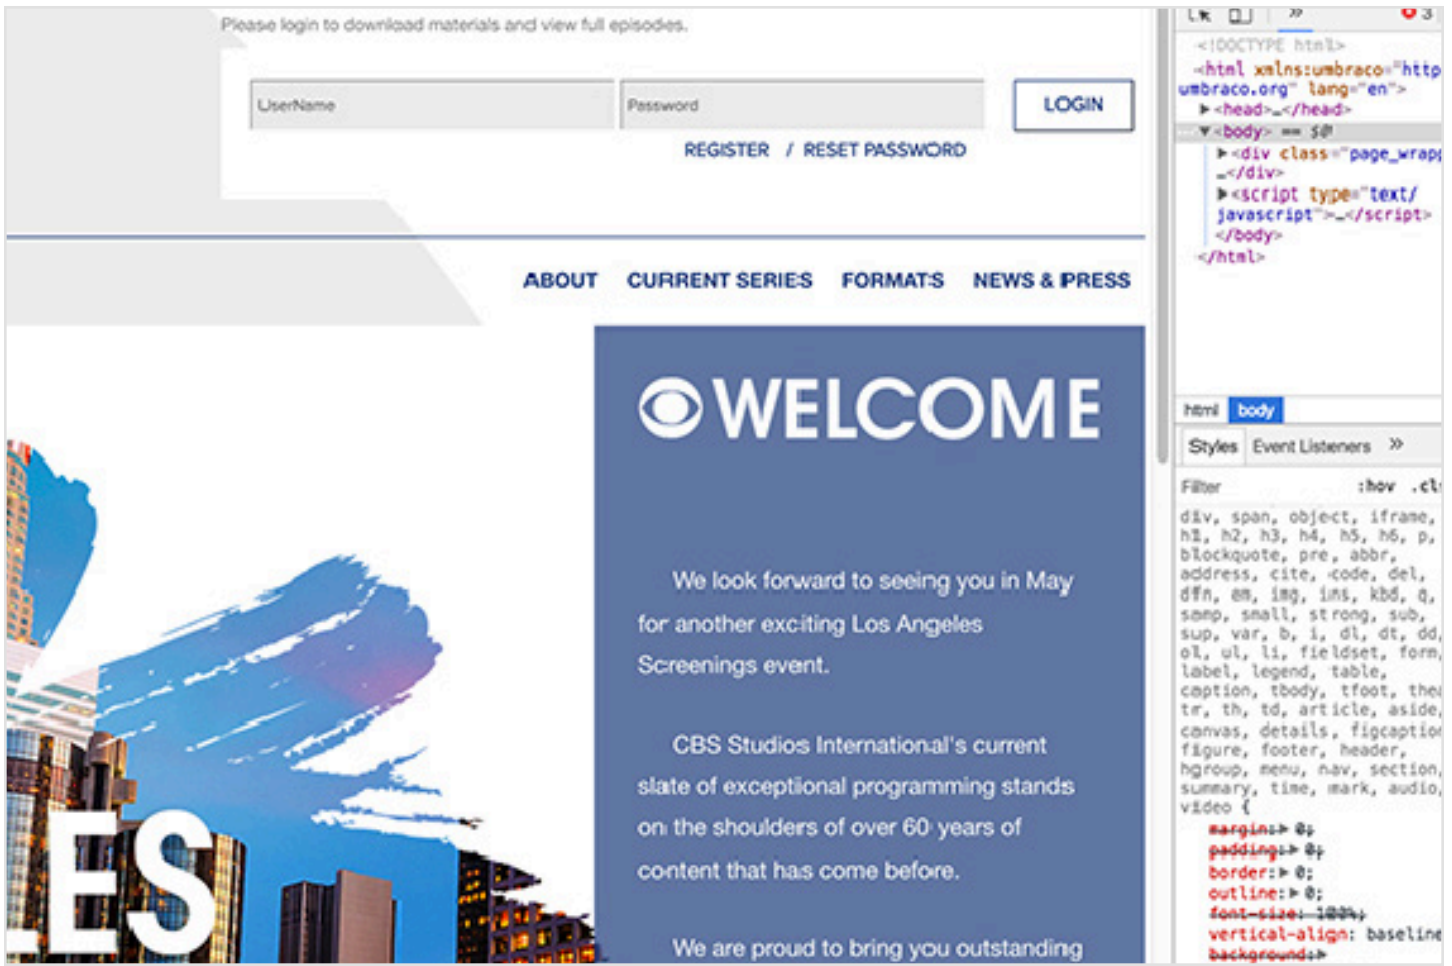 Please login to download materials and view full episodes.
UserName
Password
LOGIN
REGISTER / RESET PASSWORD
ABOUT CURRENT SERIES FORMATS NEWS & PRESS
WELCOME
We look forward to seeing you in May
for another exciting Los Angeles
Screenings event.
CBS Studios International's current
slate of exceptional programming stands
on the shoulders of over 60 years of
content that has come before.
We are proud to bring you outstanding
LES
» 3
<!DOCTYPE html>
<html xmlns:umbraco="http
umbraco.org" lang="en">
▶<head>…</head>
▼<body> == $0
▶<div class="page_wrapp
…</div>
▶<script type="text/
javascript">…</script>
</body>
</html>
html body
Styles Event Listeners »
Filter :hov .cls
div, span, object, iframe,
h1, h2, h3, h4, h5, h6, p,
blockquote, pre, abbr,
address, cite, code, del,
dfn, em, img, ins, kbd, q,
samp, small, strong, sub,
sup, var, b, i, dl, dt, dd,
ol, ul, li, fieldset, form,
label, legend, table,
caption, tbody, tfoot, thea
tr, th, td, article, aside,
canvas, details, figcaption
figure, footer, header,
hgroup, menu, nav, section,
summary, time, mark, audio,
video {
margin:▶ 0;
padding:▶ 0;
border:▶ 0;
outline:▶ 0;
font-size: 100%;
vertical-align: baseline
background:▶